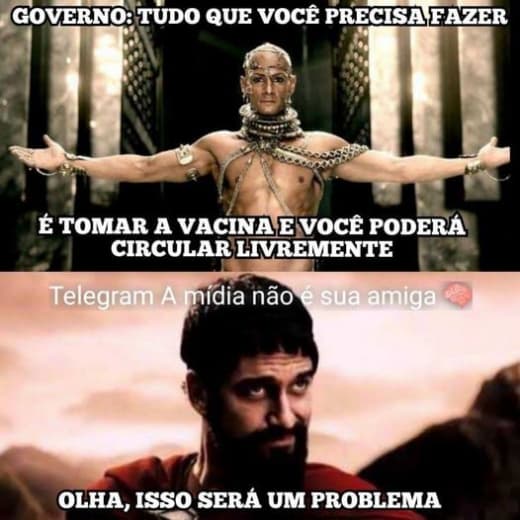 GOVERNO: TUDO QUE VOCÊ PRECISA FAZER
É TOMAR A VACINA E VOCÊ PODERÁ
CIRCULAR LIVREMENTE
Telegram A mídia não é sua amiga
OLHA, ISSO SERÁ UM PROBLEMA